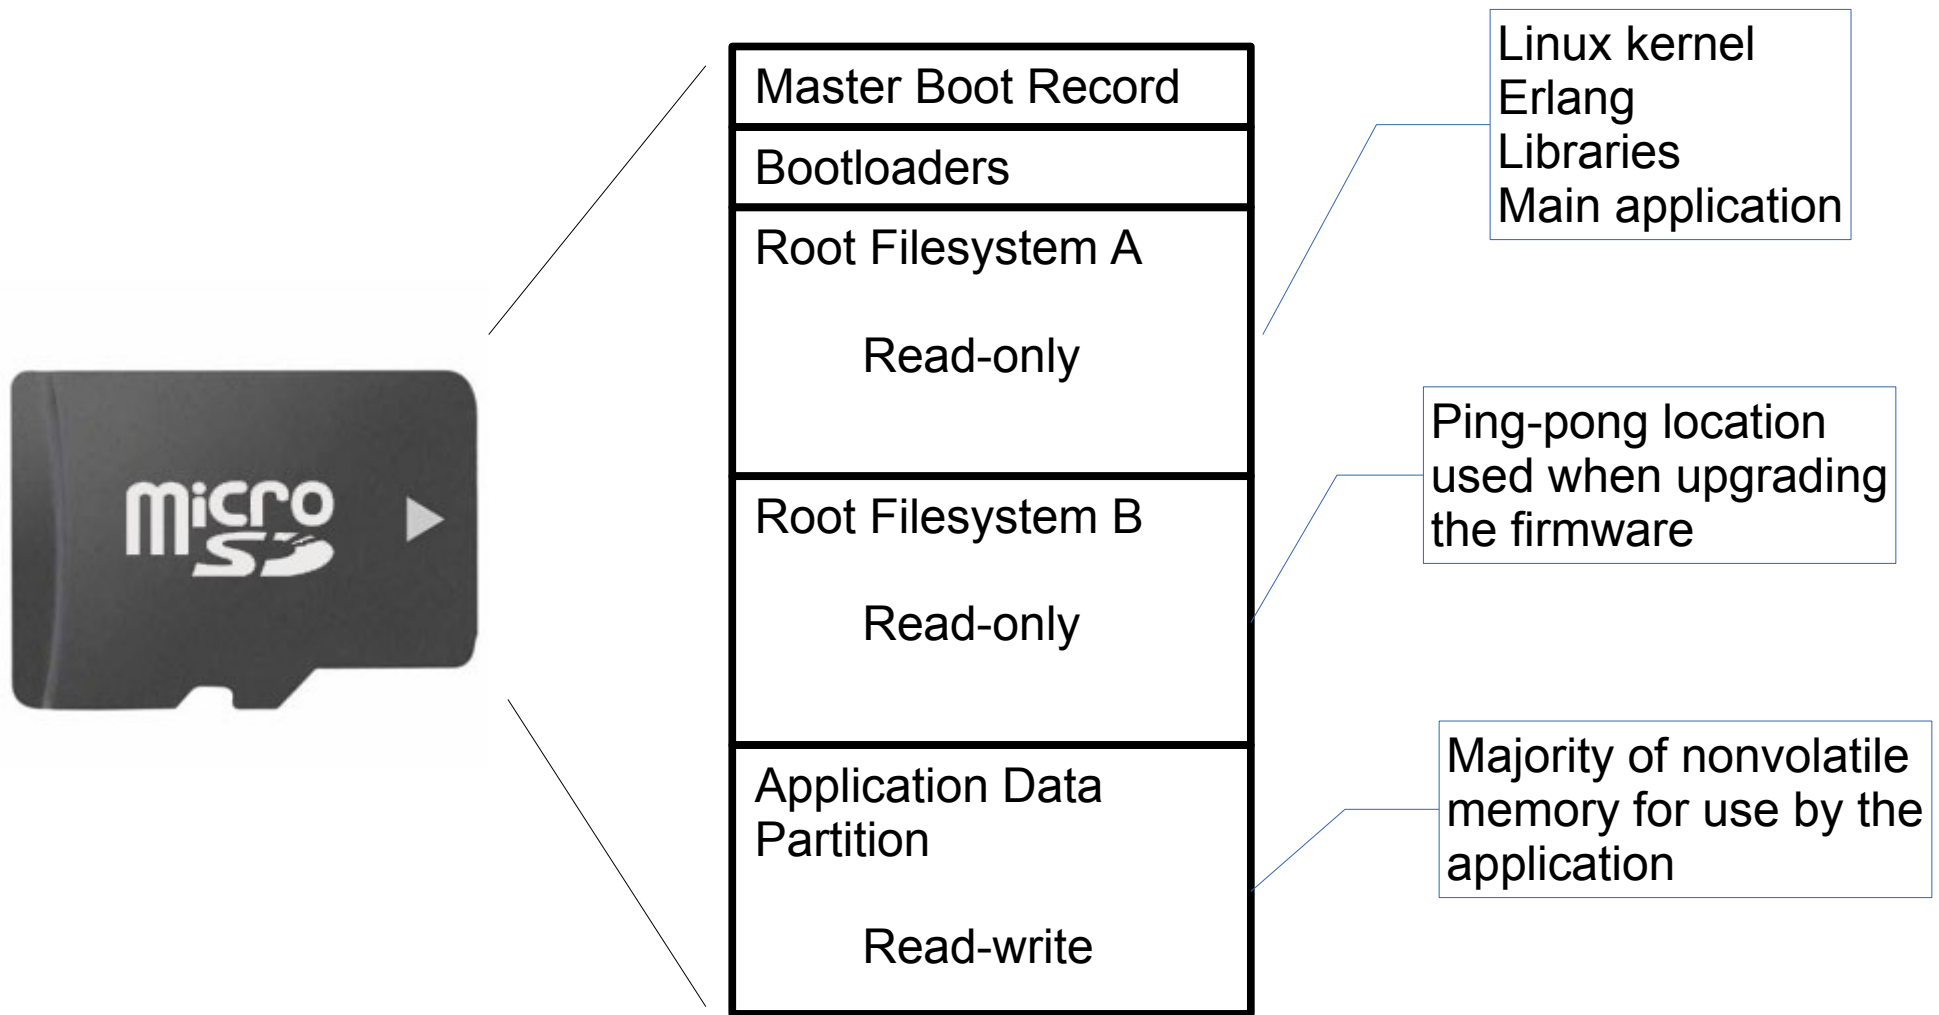 Master Boot Record
Bootloaders
Root Filesystem A
Read-only
Root Filesystem B
Read-only
Application Data
Partition
Read-write
Linux kernel
Erlang
Libraries
Main application
Ping-pong location
used when upgrading
the firmware
Majority of nonvolatile
memory for use by the
application
micro
SD